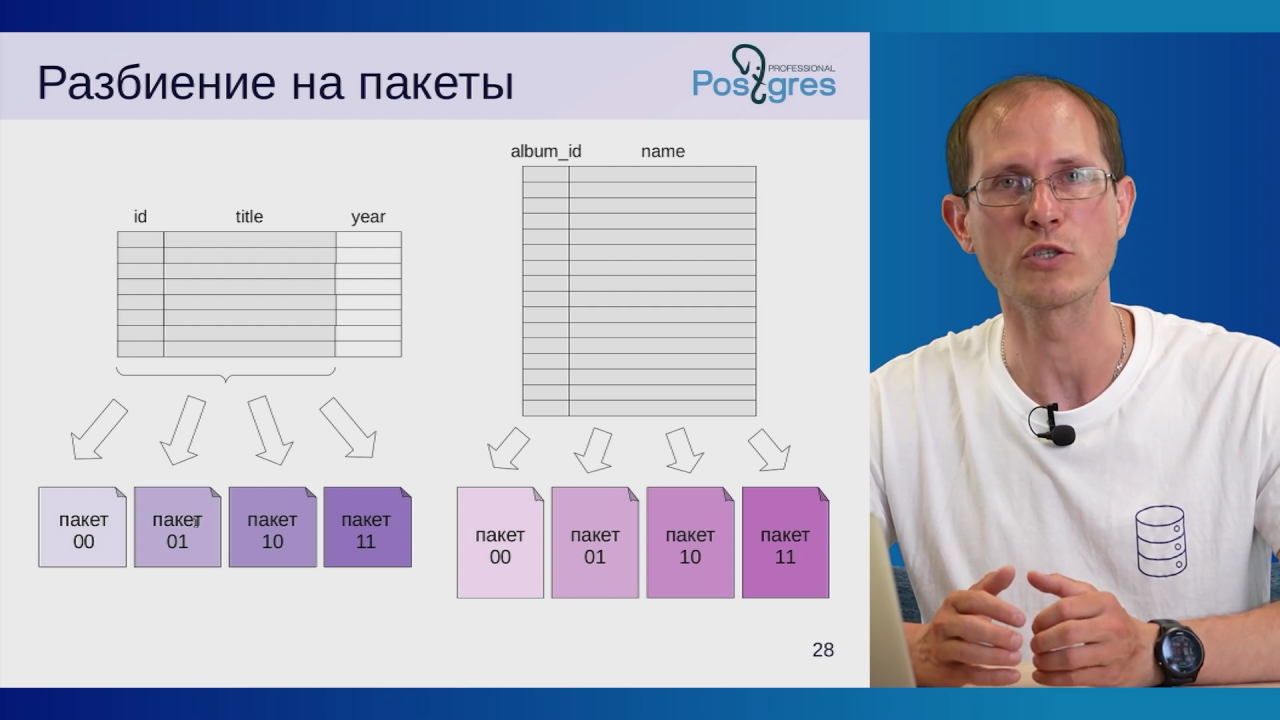 Разбиение на пакеты
PROFESSIONAL
Postgres
id title year
album_id name
пакет
00
пакет
01
пакет
10
пакет
11
пакет
00
пакет
01
пакет
10
пакет
11
28